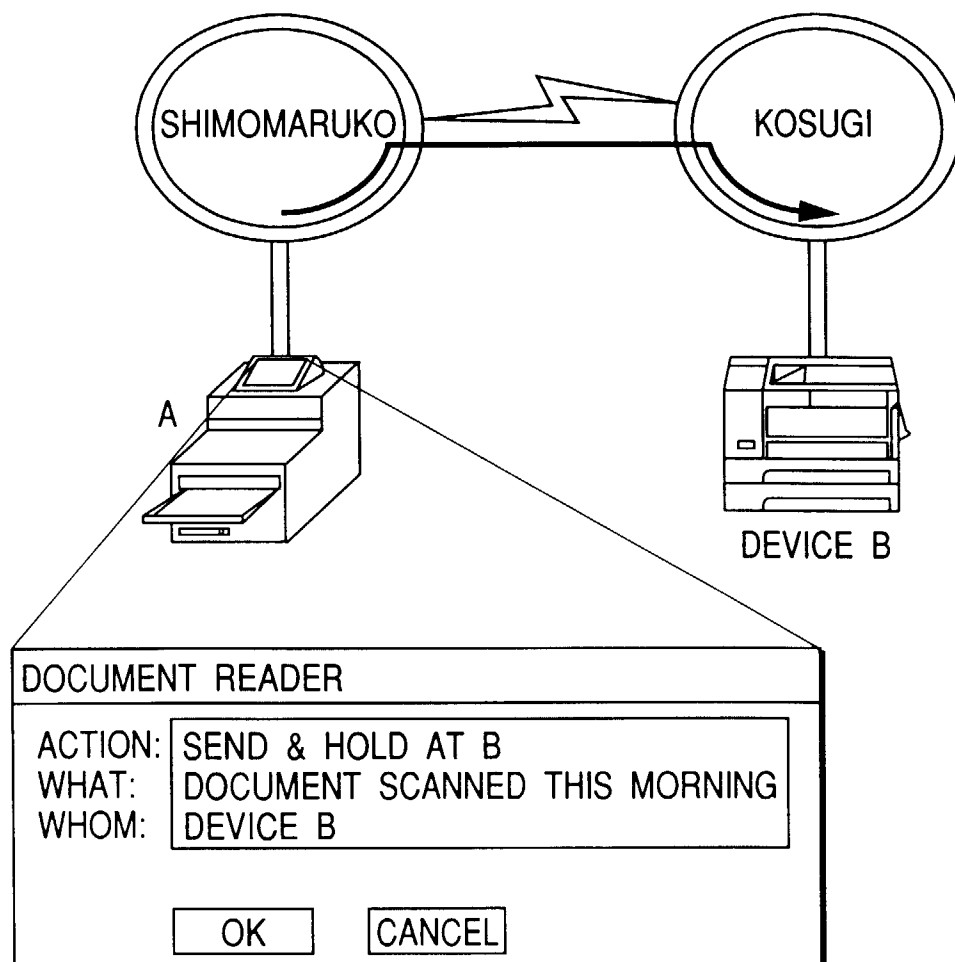 SHIMOMARUKO
KOSUGI
A
DEVICE B
DOCUMENT READER
ACTION: SEND & HOLD AT B
WHAT: DOCUMENT SCANNED THIS MORNING
WHOM: DEVICE B
OK CANCEL